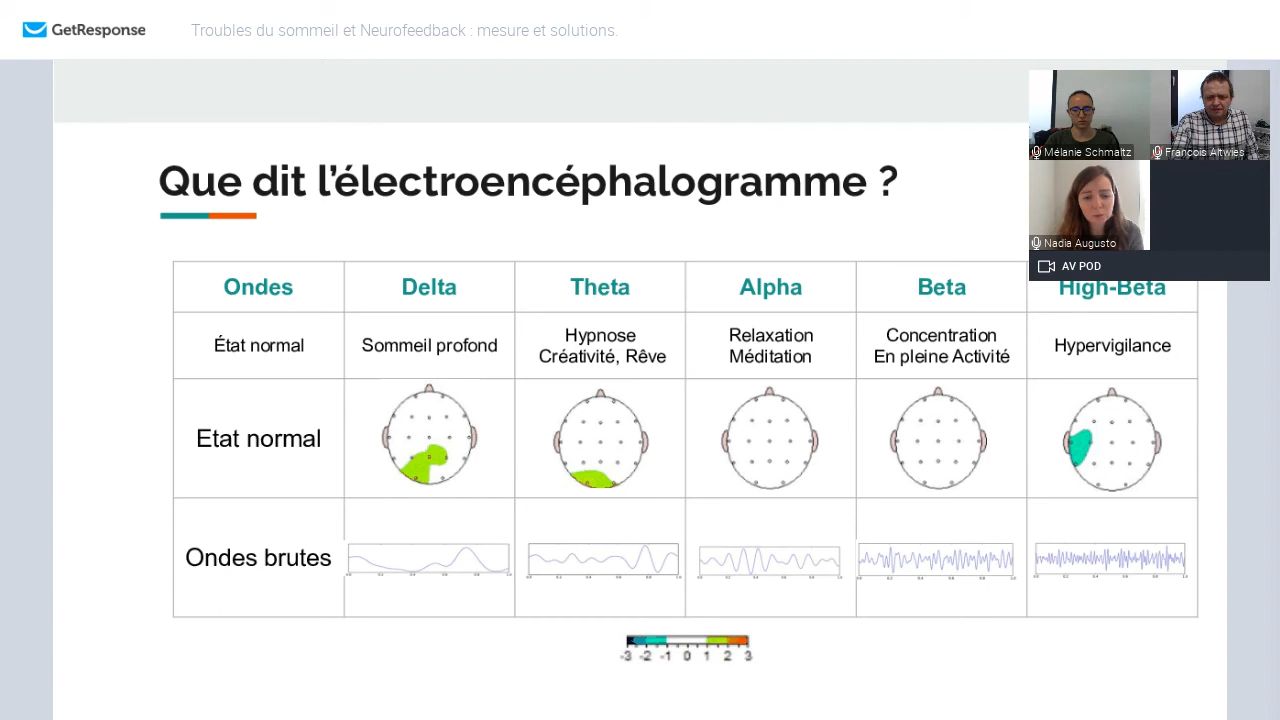 GetResponse
Troubles du sommeil et Neurofeedback : mesure et solutions.
Mélanie Schmaltz
François Altwies
Nadia Augusto
AV POD
Que dit l'électroencéphalogramme ?
Ondes Delta Theta Alpha Beta High-Beta
État normal Sommeil profond Hypnose Créativité, Rêve Relaxation Méditation Concentration En pleine Activité Hypervigilance
Etat normal
Ondes brutes
-3 -2 -1 0 1 2 3